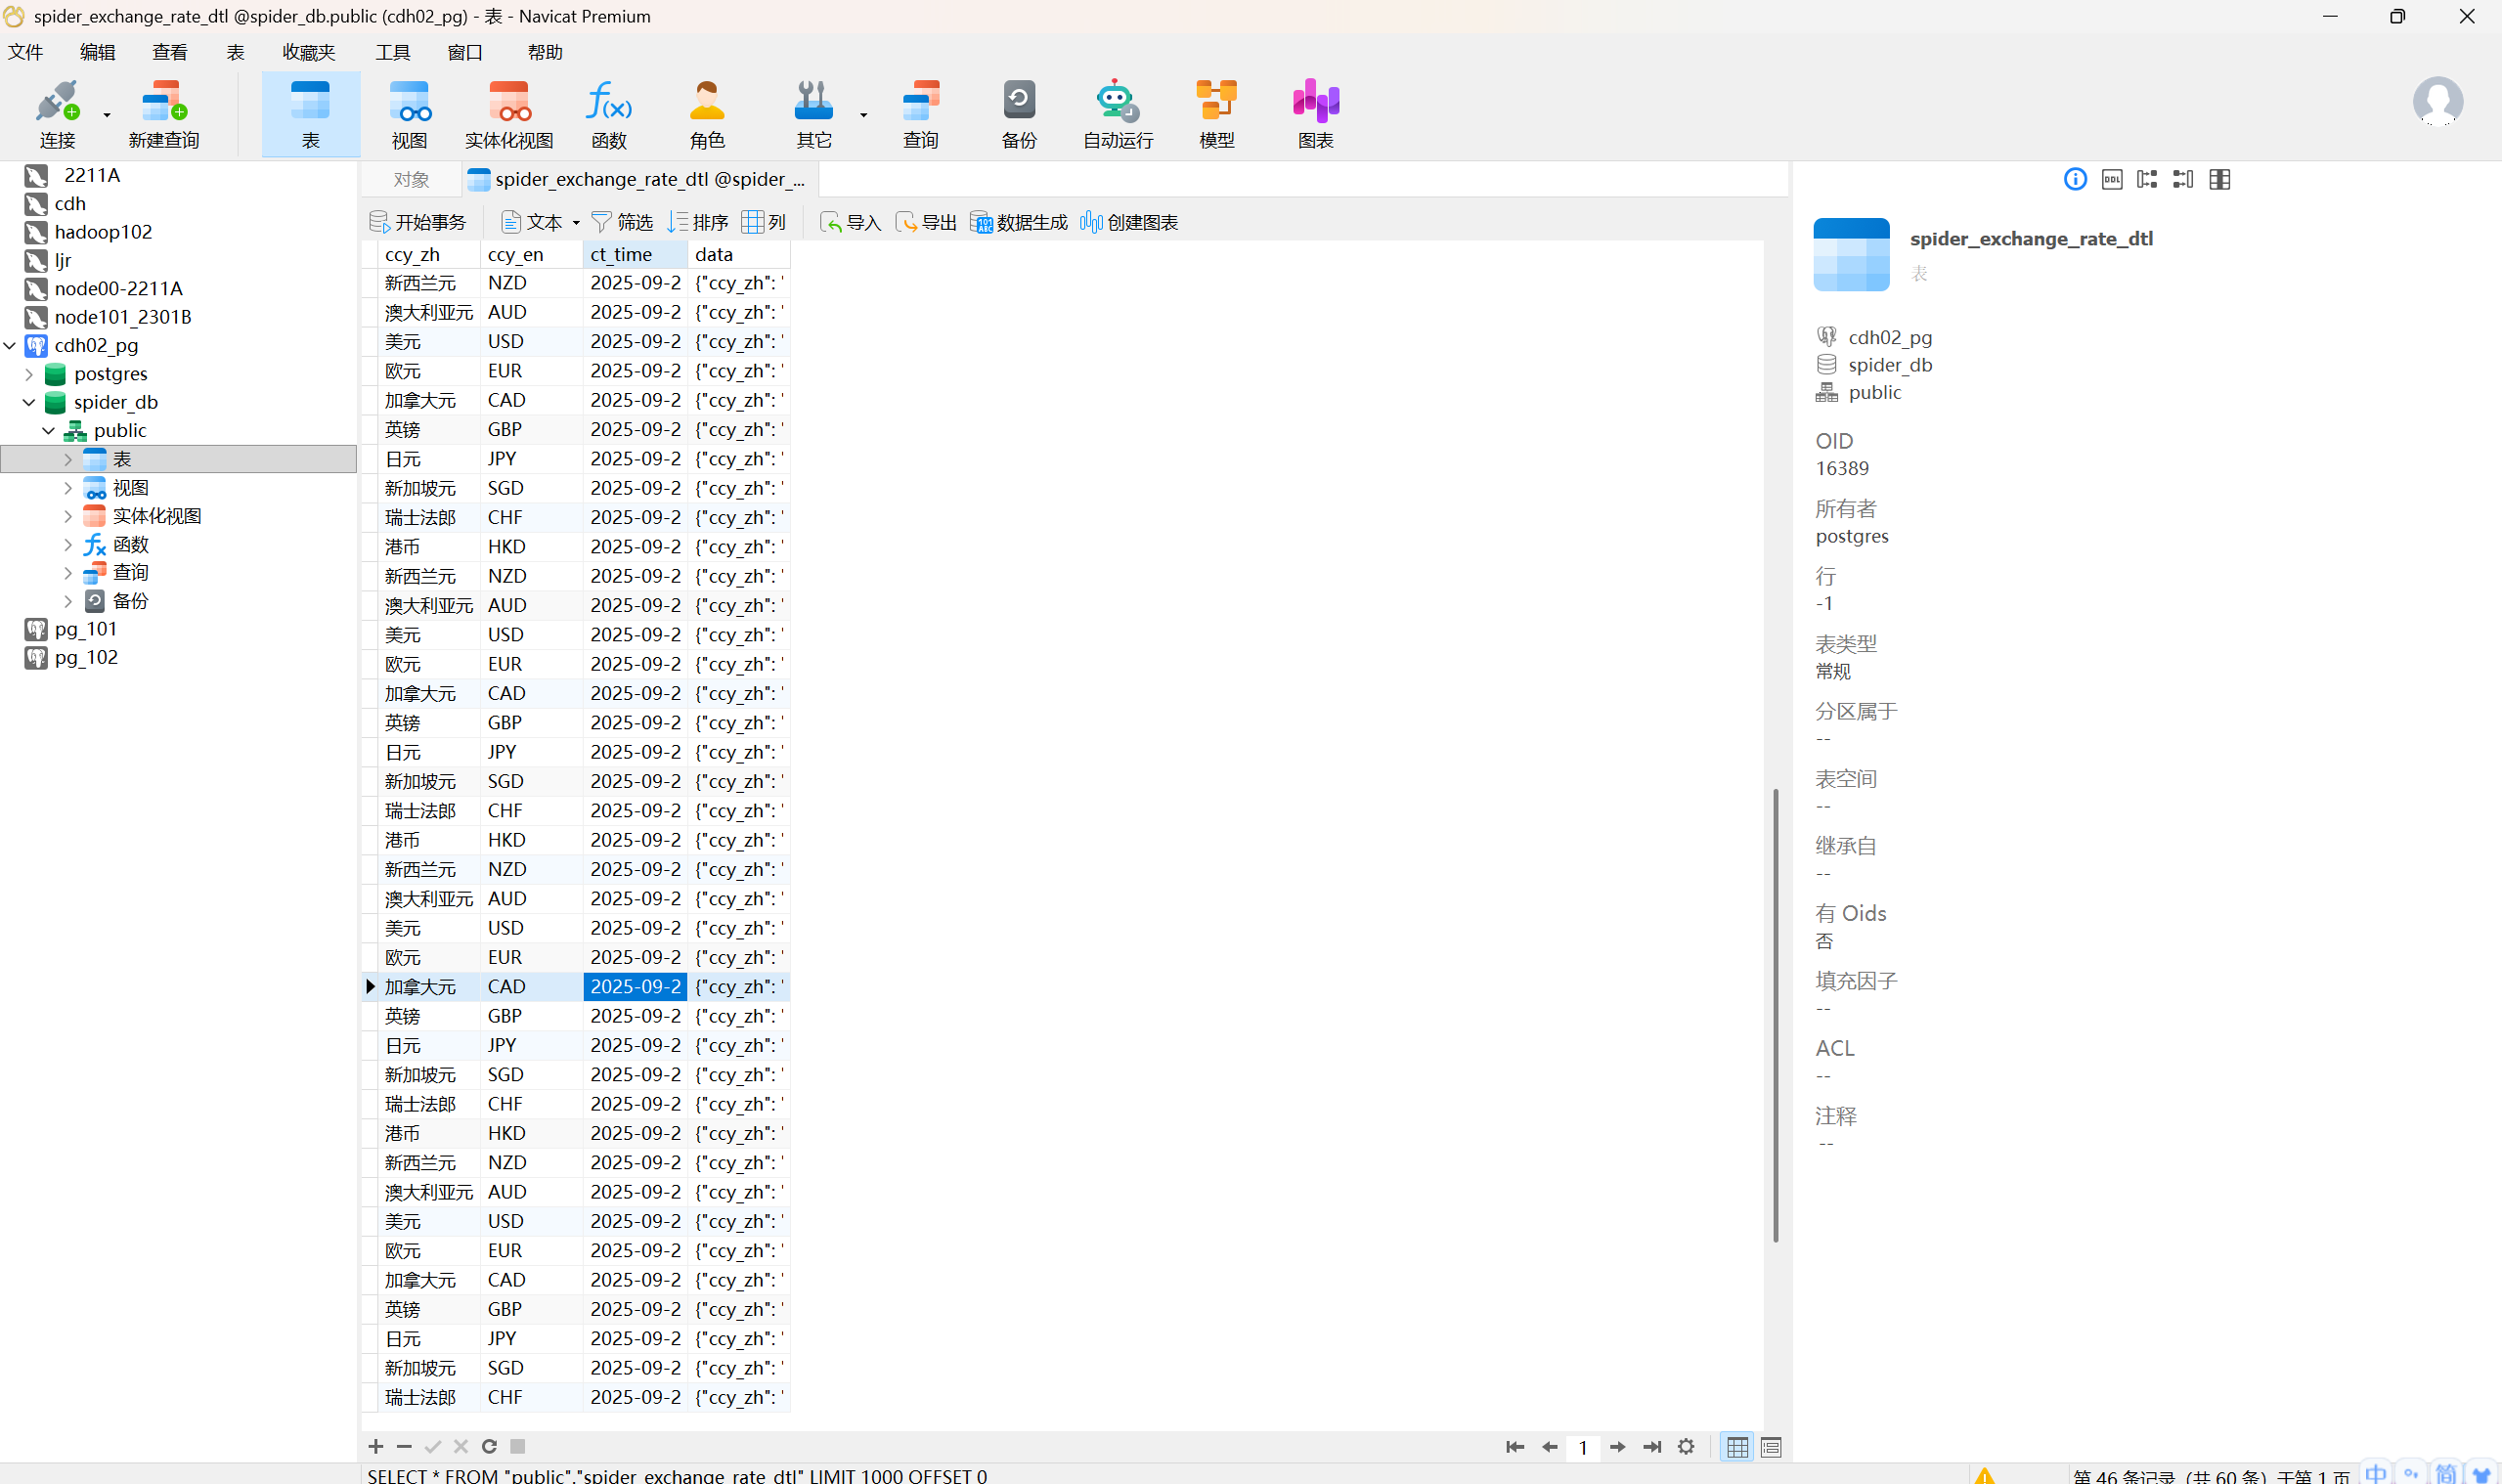 spider_exchange_rate_dtl @spider_db.public (cdh02_pg) - 表 - Navicat Premium
文件 编辑 查看 表 收藏夹 工具 窗口 帮助
连接 新建查询 表 视图 实体化视图 函数 角色 其它 查询 备份 自动运行 模型 图表
2211A
cdh
hadoop102
ljr
node00-2211A
node101_2301B
cdh02_pg
postgres
spider_db
public
表
视图
实体化视图
函数
查询
备份
pg_101
pg_102
对象 spider_exchange_rate_dtl @spider_...
开始事务 文本 筛选 排序 列 导入 导出 数据生成 创建图表
ccy_zh ccy_en ct_time data
新西兰元 NZD 2025-09-2 {"ccy_zh": '
澳大利亚元 AUD 2025-09-2 {"ccy_zh": '
美元 USD 2025-09-2 {"ccy_zh": '
欧元 EUR 2025-09-2 {"ccy_zh": '
加拿大元 CAD 2025-09-2 {"ccy_zh": '
英镑 GBP 2025-09-2 {"ccy_zh": '
日元 JPY 2025-09-2 {"ccy_zh": '
新加坡元 SGD 2025-09-2 {"ccy_zh": '
瑞士法郎 CHF 2025-09-2 {"ccy_zh": '
港币 HKD 2025-09-2 {"ccy_zh": '
新西兰元 NZD 2025-09-2 {"ccy_zh": '
澳大利亚元 AUD 2025-09-2 {"ccy_zh": '
美元 USD 2025-09-2 {"ccy_zh": '
欧元 EUR 2025-09-2 {"ccy_zh": '
加拿大元 CAD 2025-09-2 {"ccy_zh": '
英镑 GBP 2025-09-2 {"ccy_zh": '
日元 JPY 2025-09-2 {"ccy_zh": '
新加坡元 SGD 2025-09-2 {"ccy_zh": '
瑞士法郎 CHF 2025-09-2 {"ccy_zh": '
港币 HKD 2025-09-2 {"ccy_zh": '
新西兰元 NZD 2025-09-2 {"ccy_zh": '
澳大利亚元 AUD 2025-09-2 {"ccy_zh": '
美元 USD 2025-09-2 {"ccy_zh": '
欧元 EUR 2025-09-2 {"ccy_zh": '
加拿大元 CAD 2025-09-2 {"ccy_zh": '
英镑 GBP 2025-09-2 {"ccy_zh": '
日元 JPY 2025-09-2 {"ccy_zh": '
新加坡元 SGD 2025-09-2 {"ccy_zh": '
瑞士法郎 CHF 2025-09-2 {"ccy_zh": '
港币 HKD 2025-09-2 {"ccy_zh": '
新西兰元 NZD 2025-09-2 {"ccy_zh": '
澳大利亚元 AUD 2025-09-2 {"ccy_zh": '
美元 USD 2025-09-2 {"ccy_zh": '
欧元 EUR 2025-09-2 {"ccy_zh": '
加拿大元 CAD 2025-09-2 {"ccy_zh": '
英镑 GBP 2025-09-2 {"ccy_zh": '
日元 JPY 2025-09-2 {"ccy_zh": '
新加坡元 SGD 2025-09-2 {"ccy_zh": '
瑞士法郎 CHF 2025-09-2 {"ccy_zh": '
1
SELECT * FROM "public"."spider_exchange_rate_dtl" LIMIT 1000 OFFSET 0
第 46 条记录 (共 60 条) 于第 1 页
中 简
DDL
spider_exchange_rate_dtl
表
cdh02_pg
spider_db
public
OID
16389
所有者
postgres
行
-1
表类型
常规
分区属于
--
表空间
--
继承自
--
有 Oids
否
填充因子
--
ACL
--
注释
--